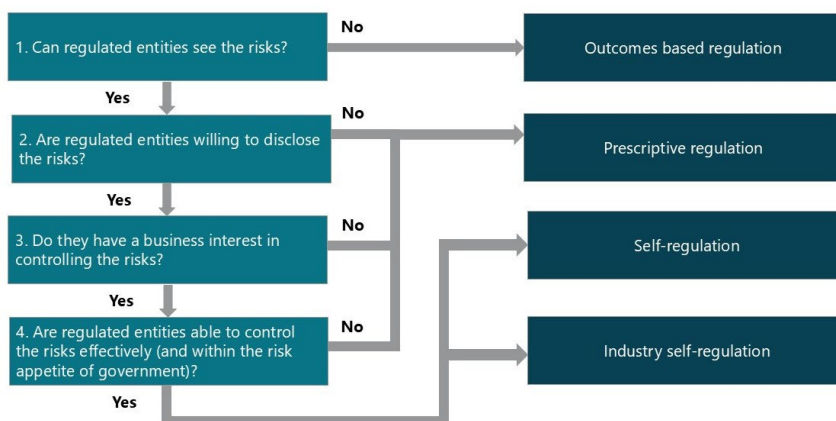 1. Can regulated entities see the risks?
No
Outcomes based regulation
Yes
2. Are regulated entities willing to disclose
the risks?
No
Prescriptive regulation
Yes
3. Do they have a business interest in
controlling the risks?
No
Self-regulation
Yes
4. Are regulated entities able to control
the risks effectively (and within the risk
appetite of government)?
No
Industry self-regulation
Yes